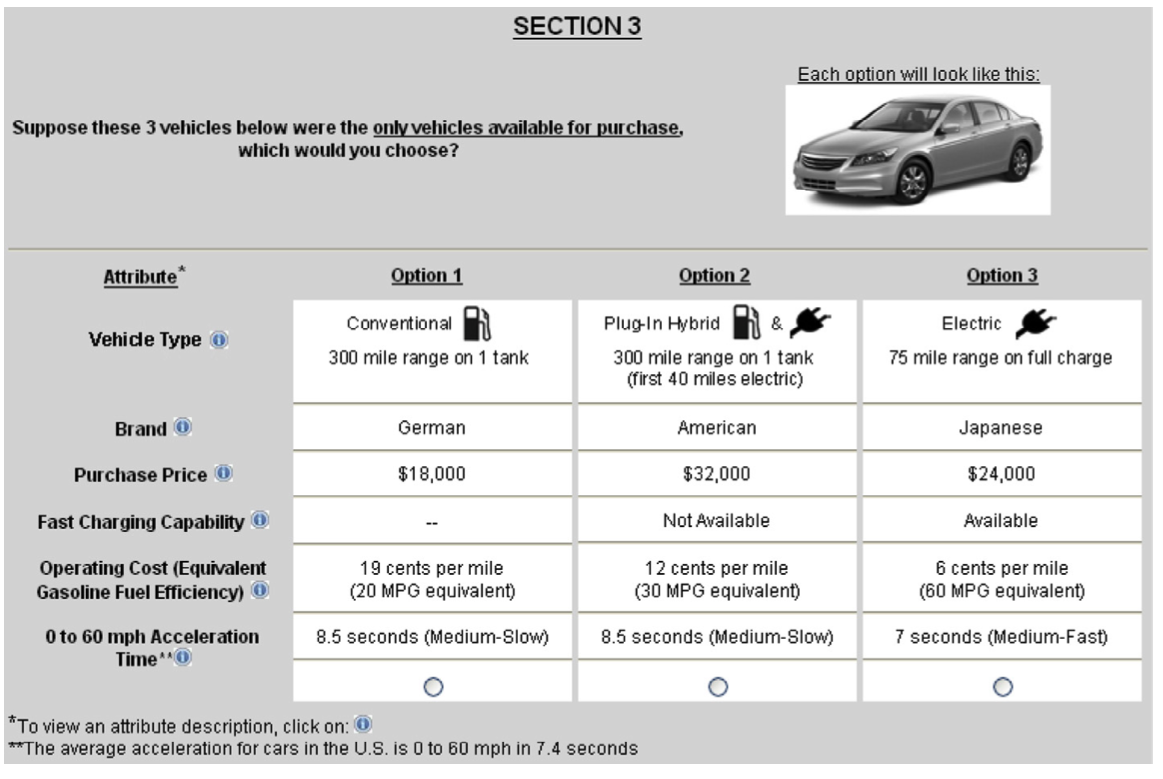 SECTION 3
Each option will look like this:
Suppose these 3 vehicles below were the only vehicles available for purchase,
which would you choose?
Attribute* Option 1 Option 2 Option 3
Vehicle Type Conventional Plug-In Hybrid & Electric
300 mile range on 1 tank 300 mile range on 1 tank 75 mile range on full charge
(first 40 miles electric)
Brand German American Japanese
Purchase Price $18,000 $32,000 $24,000
Fast Charging Capability -- Not Available Available
Operating Cost (Equivalent 19 cents per mile 12 cents per mile 6 cents per mile
Gasoline Fuel Efficiency) (20 MPG equivalent) (30 MPG equivalent) (60 MPG equivalent)
0 to 60 mph Acceleration 8.5 seconds (Medium-Slow) 8.5 seconds (Medium-Slow) 7 seconds (Medium-Fast)
Time**
*To view an attribute description, click on:
**The average acceleration for cars in the U.S. is 0 to 60 mph in 7.4 seconds